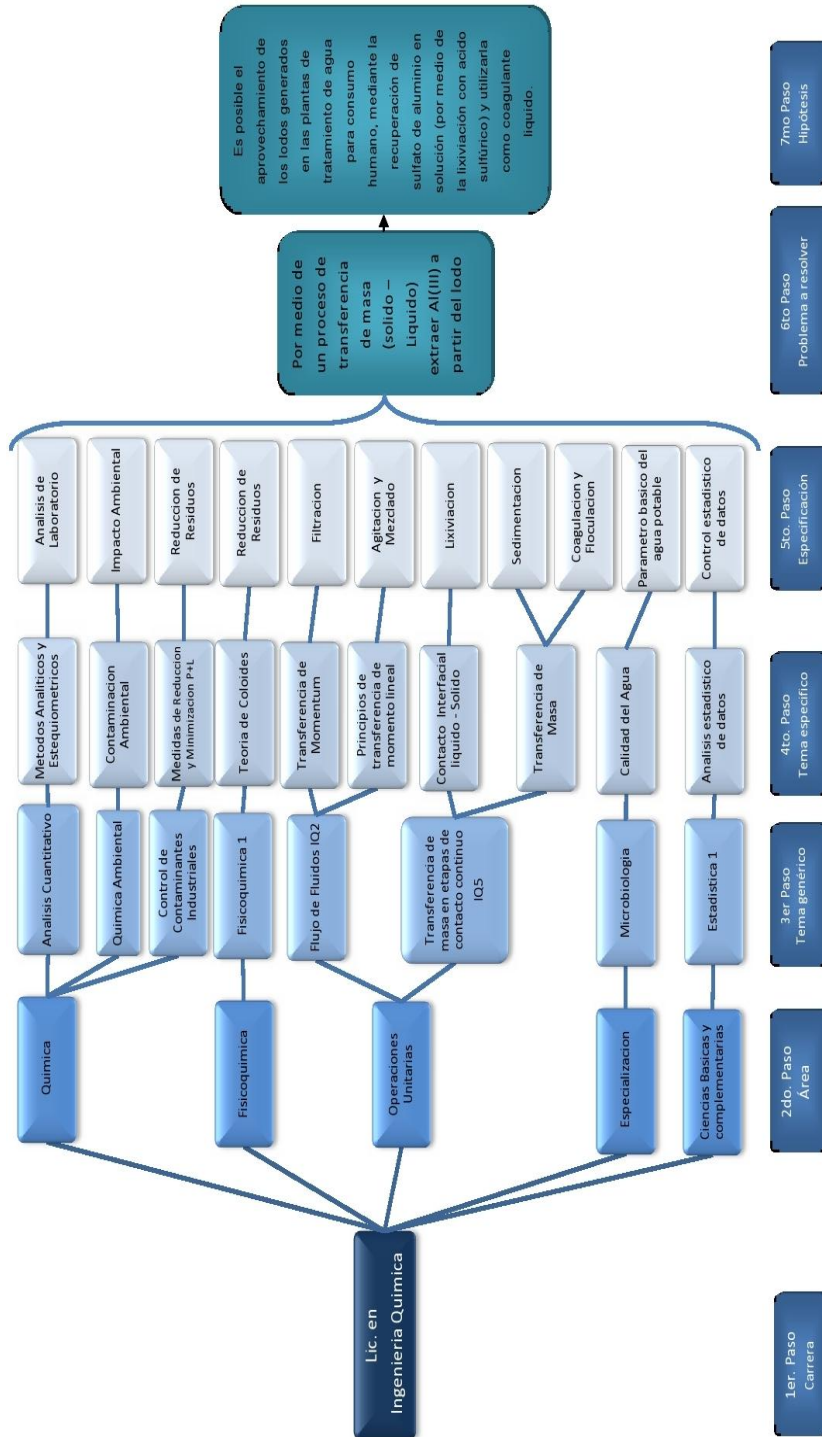 Lic. en
Ingenieria Quimica
Quimica
Fisicoquimica
Operaciones
Unitarias
Especializacion
Ciencias Basicas y
complementarias
Analisis Cuantitativo
Quimica Ambiental
Control de
Contaminantes
Industriales
Fisicoquimica 1
Flujo de Fluidos IQ2
Transferencia de
masa en etapas de
contacto continuo
IQ5
Microbiologia
Estadistica 1
Metodos Analiticos y
Estequiometricos
Contaminacion
Ambiental
Medidas de Reduccion
y Minimizacion P+L
Teoria de Coloides
Transferencia de
Momentum
Principios de
transferencia de
momento lineal
Contacto Interfacial
liquido - Solido
Transferencia de
Masa
Calidad del Agua
Analisis estadistico
de datos
Analisis de
Laboratorio
Impacto Ambiental
Reduccion de
Residuos
Reduccion de
Residuos
Filtracion
Agitacion y
Mezclado
Lixiviacion
Sedimentacion
Coagulacion y
Floculacion
Parametro basico del
agua potable
Control estadistico
de datos
Por medio de
un proceso de
transferencia
de masa
(solido –
Liquido)
extraer Al(III) a
partir del lodo
Es posible el
aprovechamiento de
los lodos generados
en las plantas de
tratamiento de agua
para consumo
humano, mediante la
recuperación de
sulfato de aluminio en
solución (por medio de
la lixiviación con acido
sulfúrico) y utilizarla
como coagulante
liquido.
1er. Paso
Carrera
2do. Paso
Área
3er Paso
Tema genérico
4to. Paso
Tema especifico
5to. Paso
Especificación
6to Paso
Problema a resolver
7mo Paso
Hipótesis